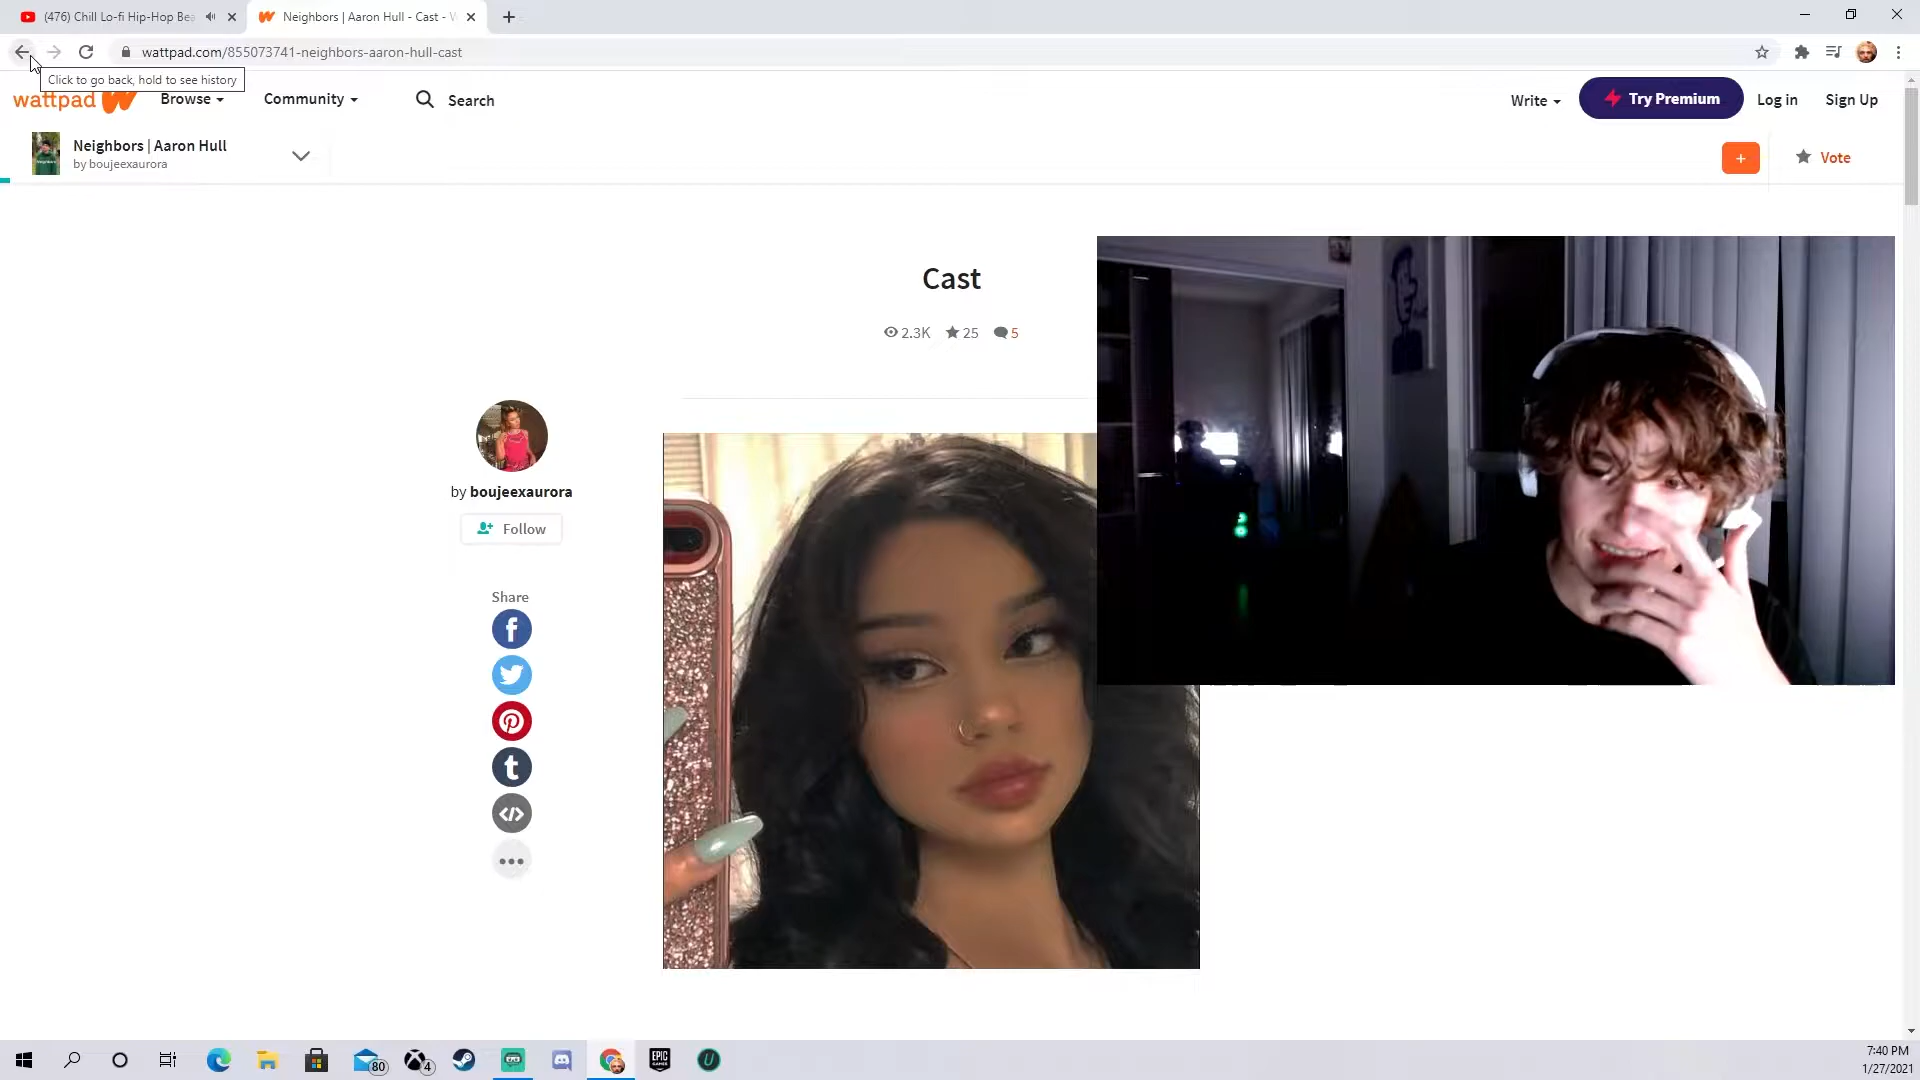 (476) Chill Lo-fi Hip-Hop Bea
Neighbors | Aaron Hull - Cast - W
wattpad.com/855073741-neighbors-aaron-hull-cast
Click to go back, hold to see history
wattpad
Browse
Community
Search
Write
Try Premium
Log in
Sign Up
Neighbors | Aaron Hull
by boujeexaurora
+
Vote
Cast
2.3K
25
5
by boujeexaurora
Follow
Share
80
4
EPIC
GAMES
U
7:40 PM
1/27/2021